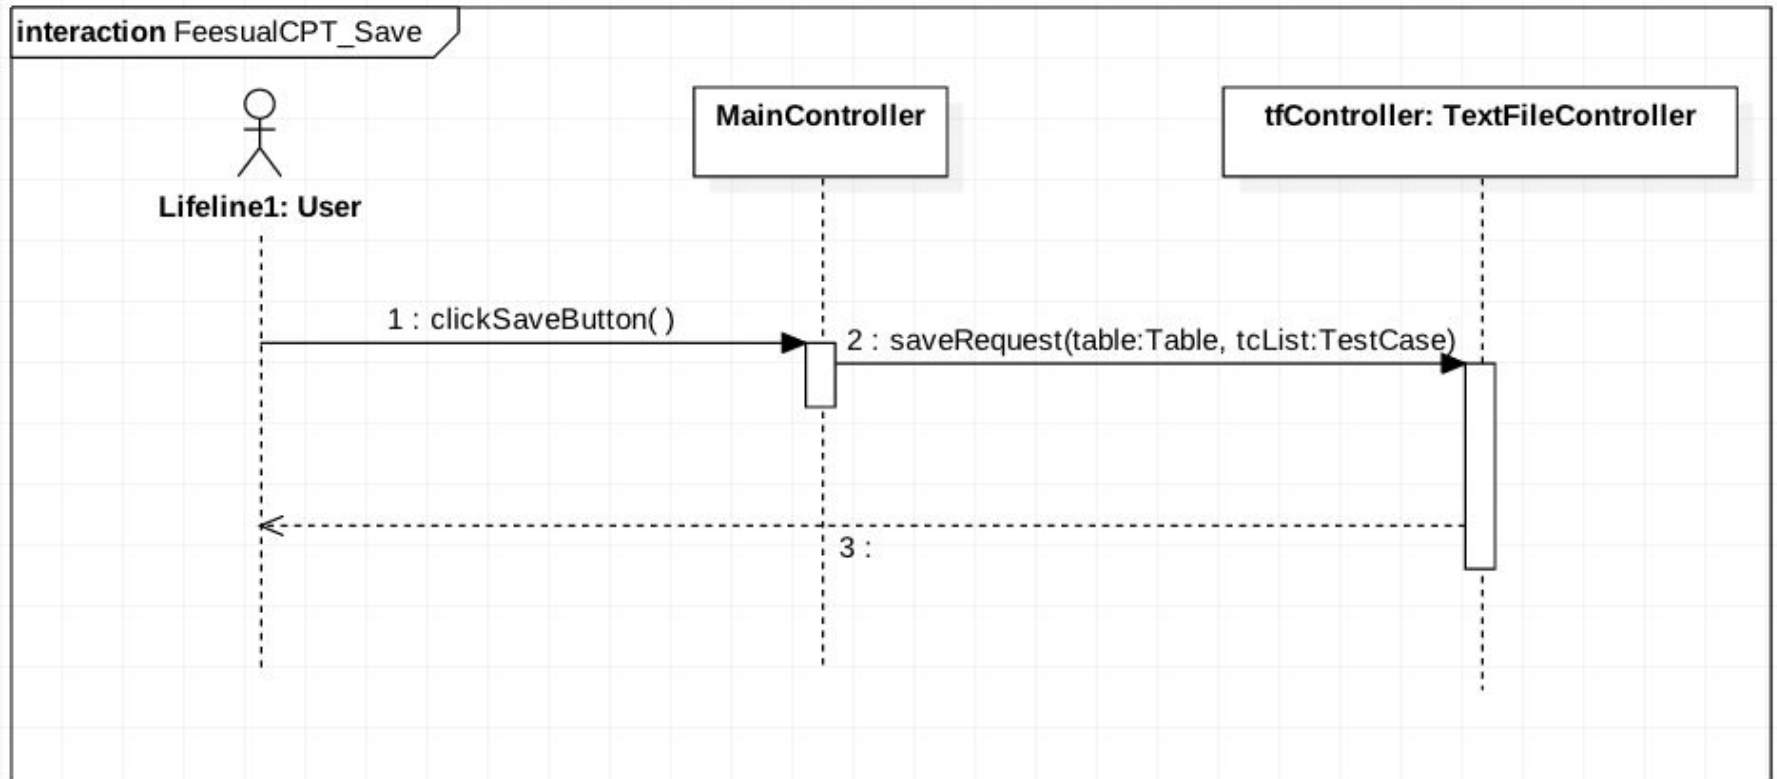 interaction FeesualCPT_Save
MainController
tfController: TextFileController
Lifeline1: User
1 : clickSaveButton( )
2 : saveRequest(table:Table, tcList:TestCase)
3 :